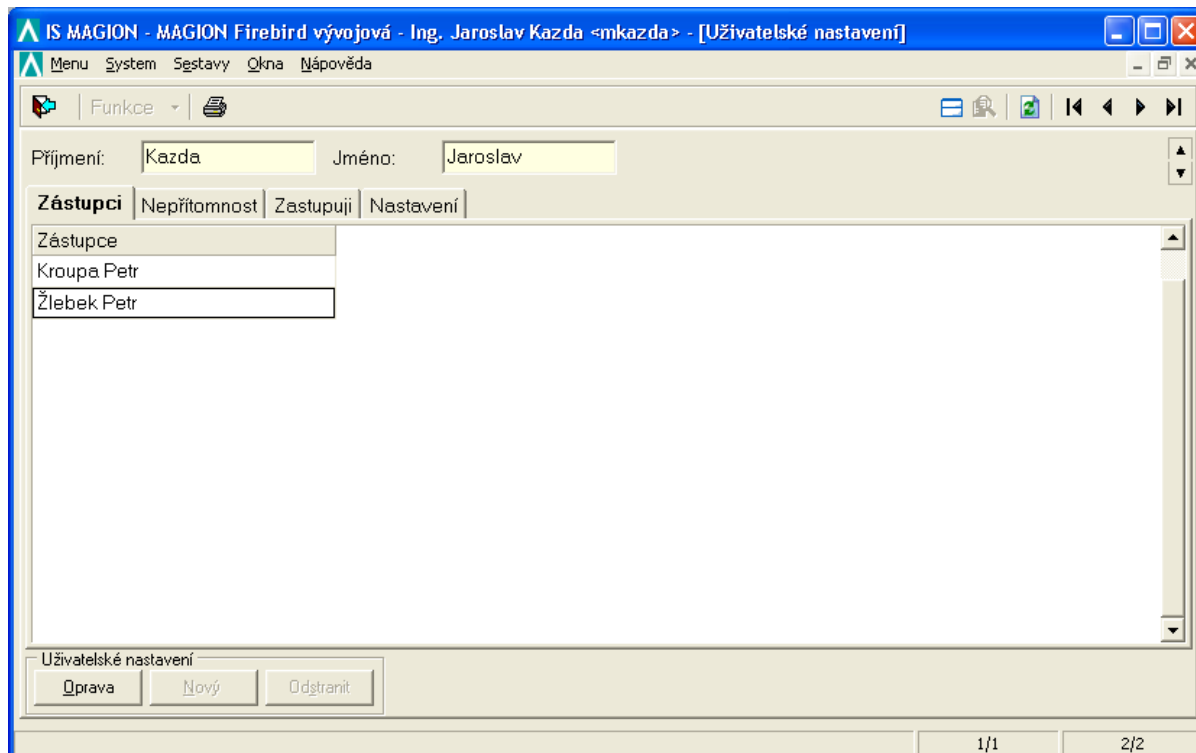 IS MAGION - MAGION Firebird vývojová - Ing. Jaroslav Kazda <mkazda> - [Uživatelské nastavení]
Menu System Sestavy Okna Nápověda
Funkce
Příjmení: Kazda Jméno: Jaroslav
Zástupci Nepřítomnost Zastupuji Nastavení
Zástupce
Kroupa Petr
Žlebek Petr
Uživatelské nastavení
Oprava Nový Odstranit
1/1 2/2